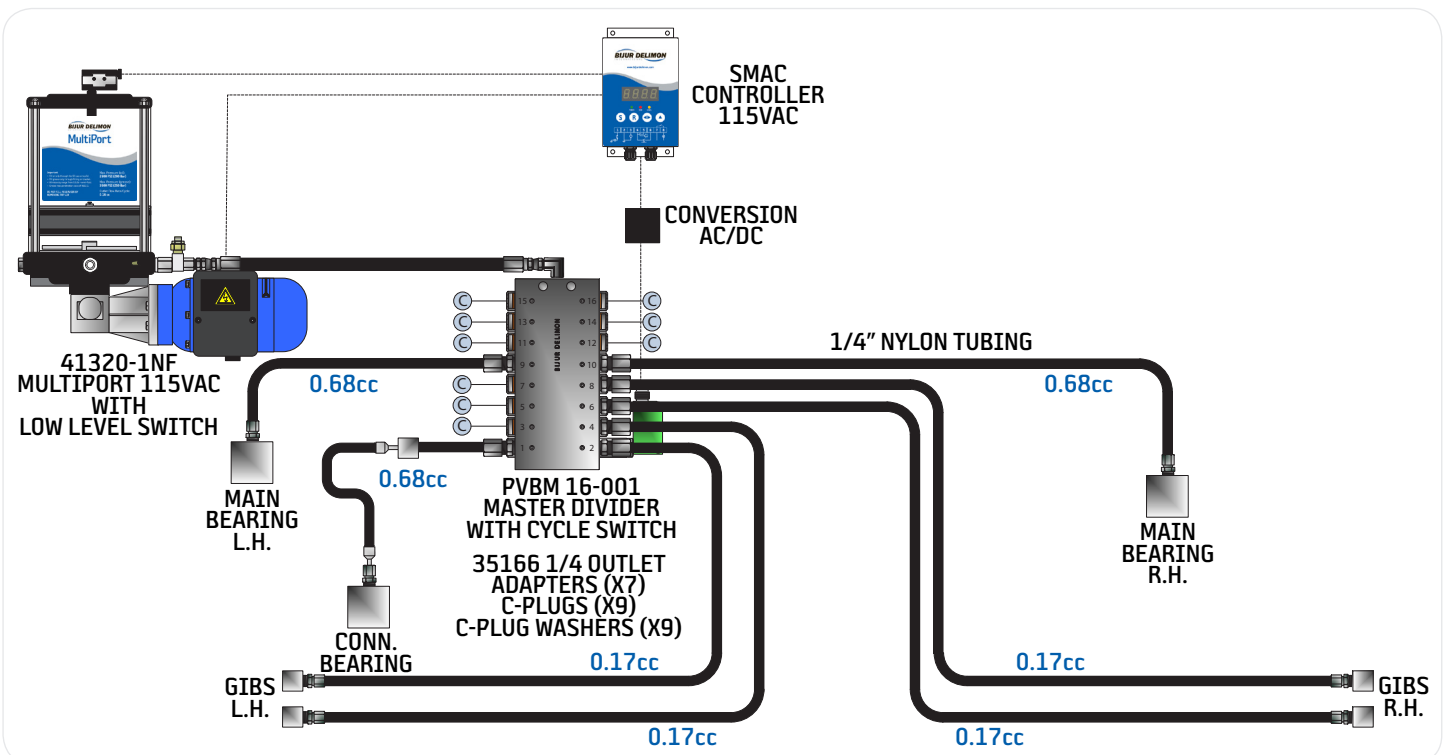 BIJUR DELIMON
SMAC
CONTROLLER
115VAC
8888
S
R
BIJUR DELIMON
MultiPort
CONVERSION
AC/DC
C
15
16
C
C
13
14
C
C
11
12
C
BIJUR DELIMON
9
10
C
7
8
C
5
6
C
3
4
1
2
1/4” NYLON TUBING
41320-1NF
MULTIPORT 115VAC
WITH
LOW LEVEL SWITCH
0.68cc
0.68cc
0.68cc
MAIN
BEARING
L.H.
PVBM 16-001
MASTER DIVIDER
WITH CYCLE SWITCH
35166 1/4 OUTLET
ADAPTERS (X7)
C-PLUGS (X9)
C-PLUG WASHERS (X9)
MAIN
BEARING
R.H.
CONN.
BEARING
0.17cc
0.17cc
GIBS
L.H.
GIBS
R.H.
0.17cc
0.17cc